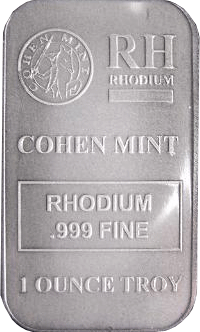 COHEN MINT
RH
RHODIUM
COHEN MINT
RHODIUM
.999 FINE
1 OUNCE TROY